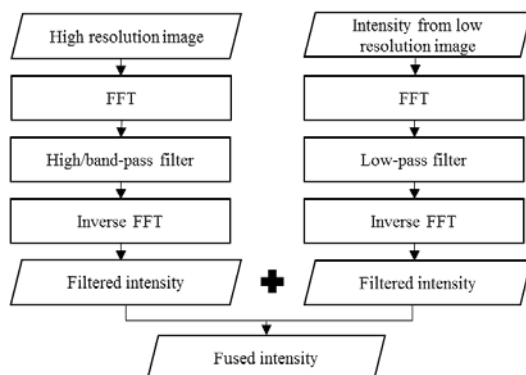 High resolution image
FFT
High/band-pass filter
Inverse FFT
Filtered intensity
Intensity from low
resolution image
FFT
Low-pass filter
Inverse FFT
Filtered intensity
Fused intensity